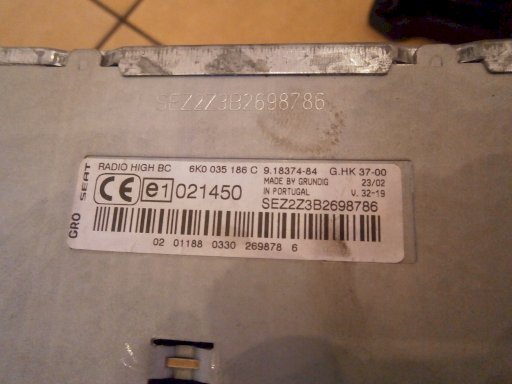 SEZ2Z3B2698786
RADIO HIGH BC 6K0 035 186 C 9.18374-84 G.HK 37-00
GRO SEAT
CE e1 021450 MADE BY GRUNDIG 23/02
IN PORTUGAL V. 32-19
SEZ2Z3B2698786
02 01188 0330 269878 6